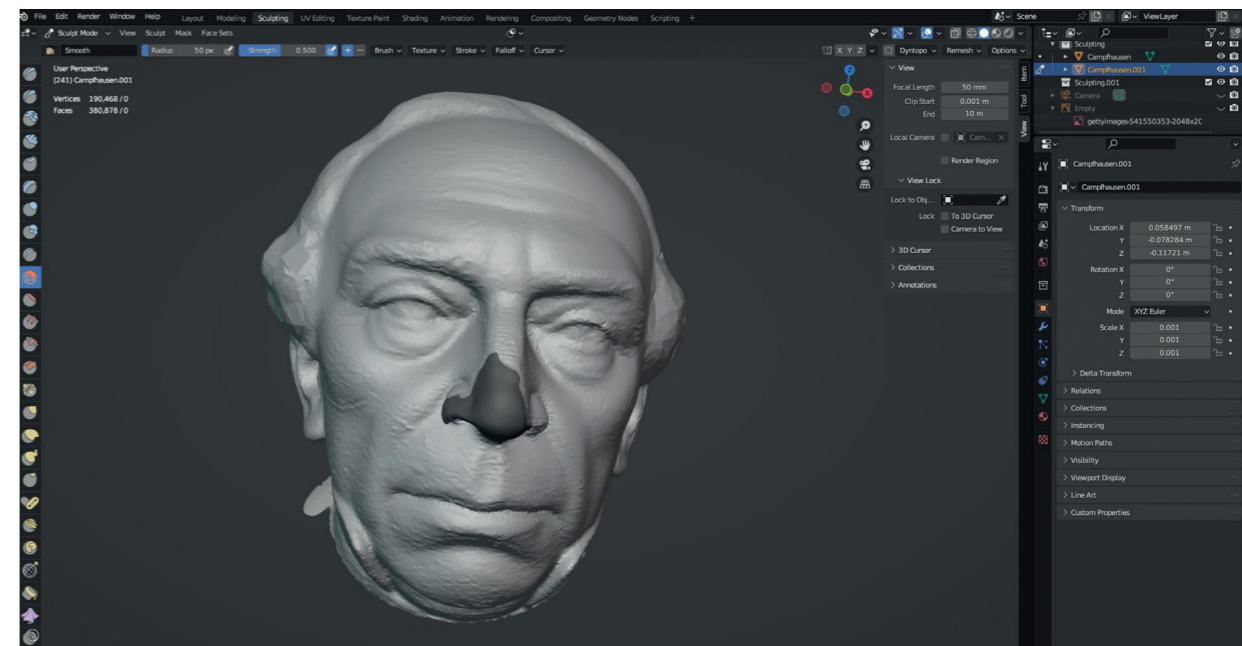 File Edit Render Window Help Layout Modeling Sculpting UV Editing Texture Paint Shading Animation Rendering Compositing Geometry Nodes Scripting + Scene ViewLayer
Sculpt Mode View Sculpt Mask Face Sets
Smooth Radius 50 px Strength 0.500 Brush Texture Stroke Falloff Cursor X Y Z Dyntopo Remesh Options
User Perspective
(241) Campfhausen.001
Vertices 190,468 / 0
Faces 380,878 / 0
Z
X
View
Focal Length 50 mm
Clip Start 0.001 m
End 10 m
Local Camera Cam...
Render Region
View Lock
Lock to Obj...
Lock To 3D Cursor
Camera to View
3D Cursor
Collections
Annotations
Item
Tool
View
Sculpting
Campfhausen
Campfhausen.001
Sculpting.001
Camera
Empty
gettyimages-541550353-2048x20
Campfhausen.001
Campfhausen.001
Transform
Location X 0.058497 m
Y -0.078284 m
Z -0.11721 m
Rotation X 0°
Y 0°
Z 0°
Mode XYZ Euler
Scale X 0.001
Y 0.001
Z 0.001
Delta Transform
Relations
Collections
Instancing
Motion Paths
Visibility
Viewport Display
Line Art
Custom Properties